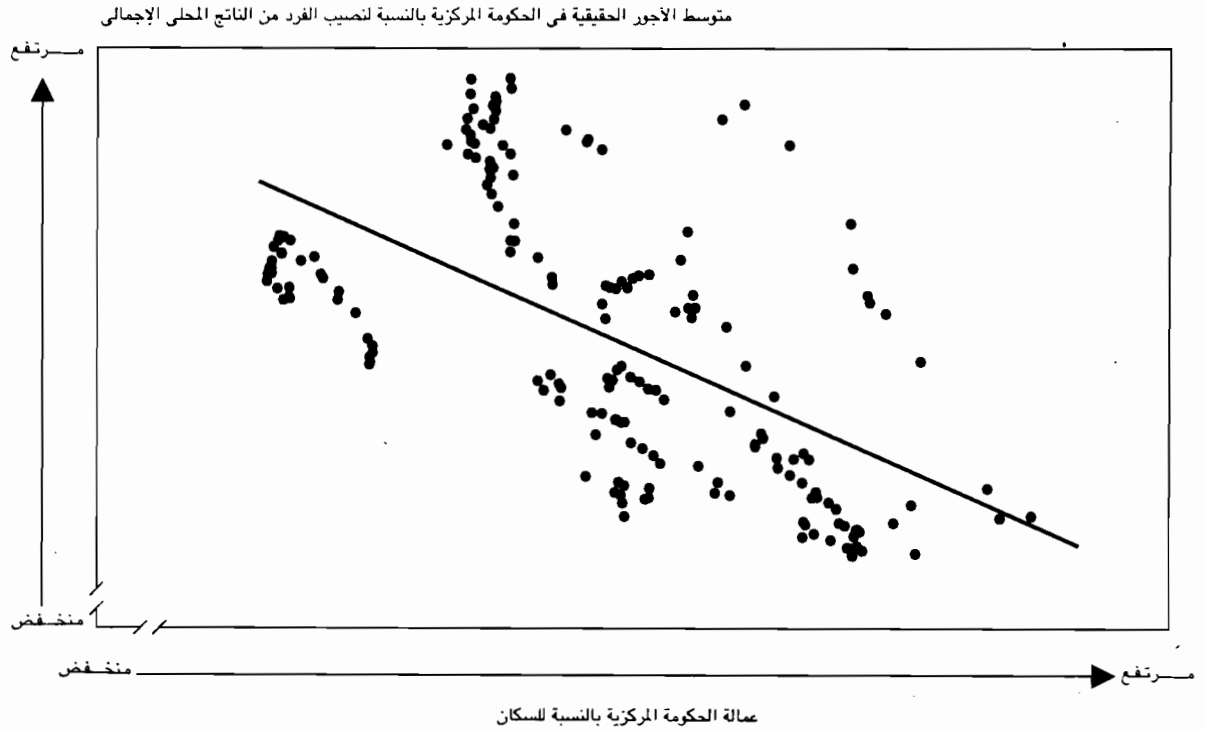 متوسط الأجور الحقيقية فى الحكومة المركزية بالنسبة لنصيب الفرد من الناتج المحلى الإجمالى
مرتفع
منخفض
منخفض
مرتفع
عمالة الحكومة المركزية بالنسبة للسكان